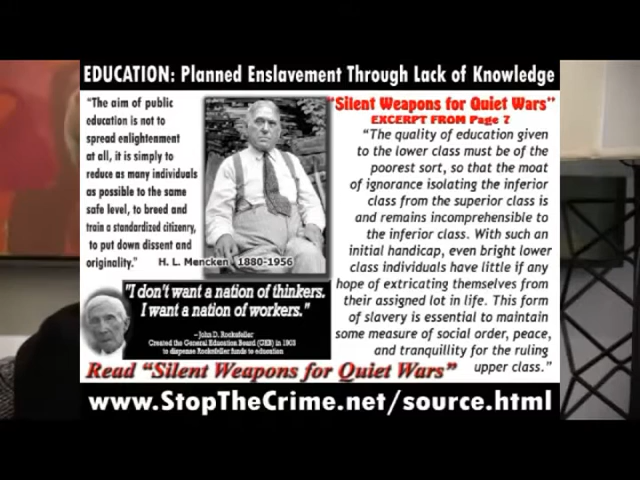 EDUCATION: Planned Enslavement Through Lack of Knowledge
"The aim of public
education is not to
spread enlightenment
at all, it is simply to
reduce as many individuals
as possible to the same
safe level, to breed and
train a standardized citizenry,
to put down dissent and
originality."
H. L. Mencken 1880-1956
"I don't want a nation of thinkers.
I want a nation of workers."
– John D. Rockefeller
Created the General Education Board (GEB) in 1903
to dispense Rockefeller funds to education
"Silent Weapons for Quiet Wars"
EXCERPT FROM Page 7
"The quality of education given
to the lower class must be of the
poorest sort, so that the moat
of ignorance isolating the inferior
class from the superior class is
and remains incomprehensible to
the inferior class. With such an
initial handicap, even bright lower
class individuals have little if any
hope of extricating themselves from
their assigned lot in life. This form
of slavery is essential to maintain
some measure of social order, peace,
and tranquillity for the ruling
upper class."
Read "Silent Weapons for Quiet Wars"
www.StopTheCrime.net/source.html